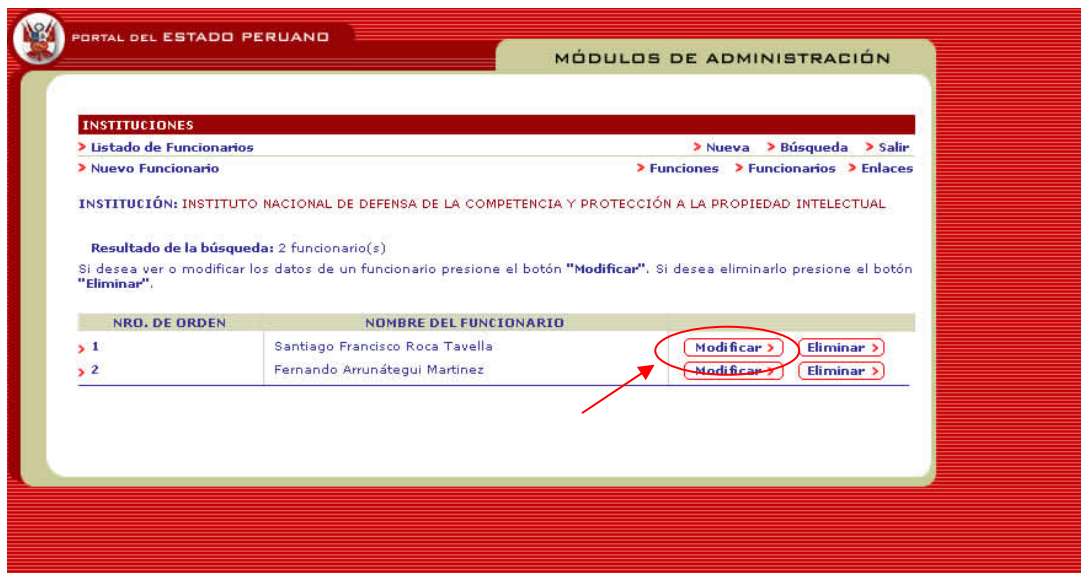 PORTAL DEL ESTADO PERUANO
MÓDULOS DE ADMINISTRACIÓN
INSTITUCIONES
> Listado de Funcionarios > Nueva > Búsqueda > Salir
> Nuevo Funcionario > Funciones > Funcionarios > Enlaces
INSTITUCIÓN: INSTITUTO NACIONAL DE DEFENSA DE LA COMPETENCIA Y PROTECCIÓN A LA PROPIEDAD INTELECTUAL
Resultado de la búsqueda: 2 funcionario(s)
Si desea ver o modificar los datos de un funcionario presione el botón "Modificar". Si desea eliminarlo presione el botón
"Eliminar".
NRO. DE ORDEN NOMBRE DEL FUNCIONARIO
> 1 Santiago Francisco Roca Tavella Modificar > Eliminar >
> 2 Fernando Arrunátegui Martinez Modificar > Eliminar >